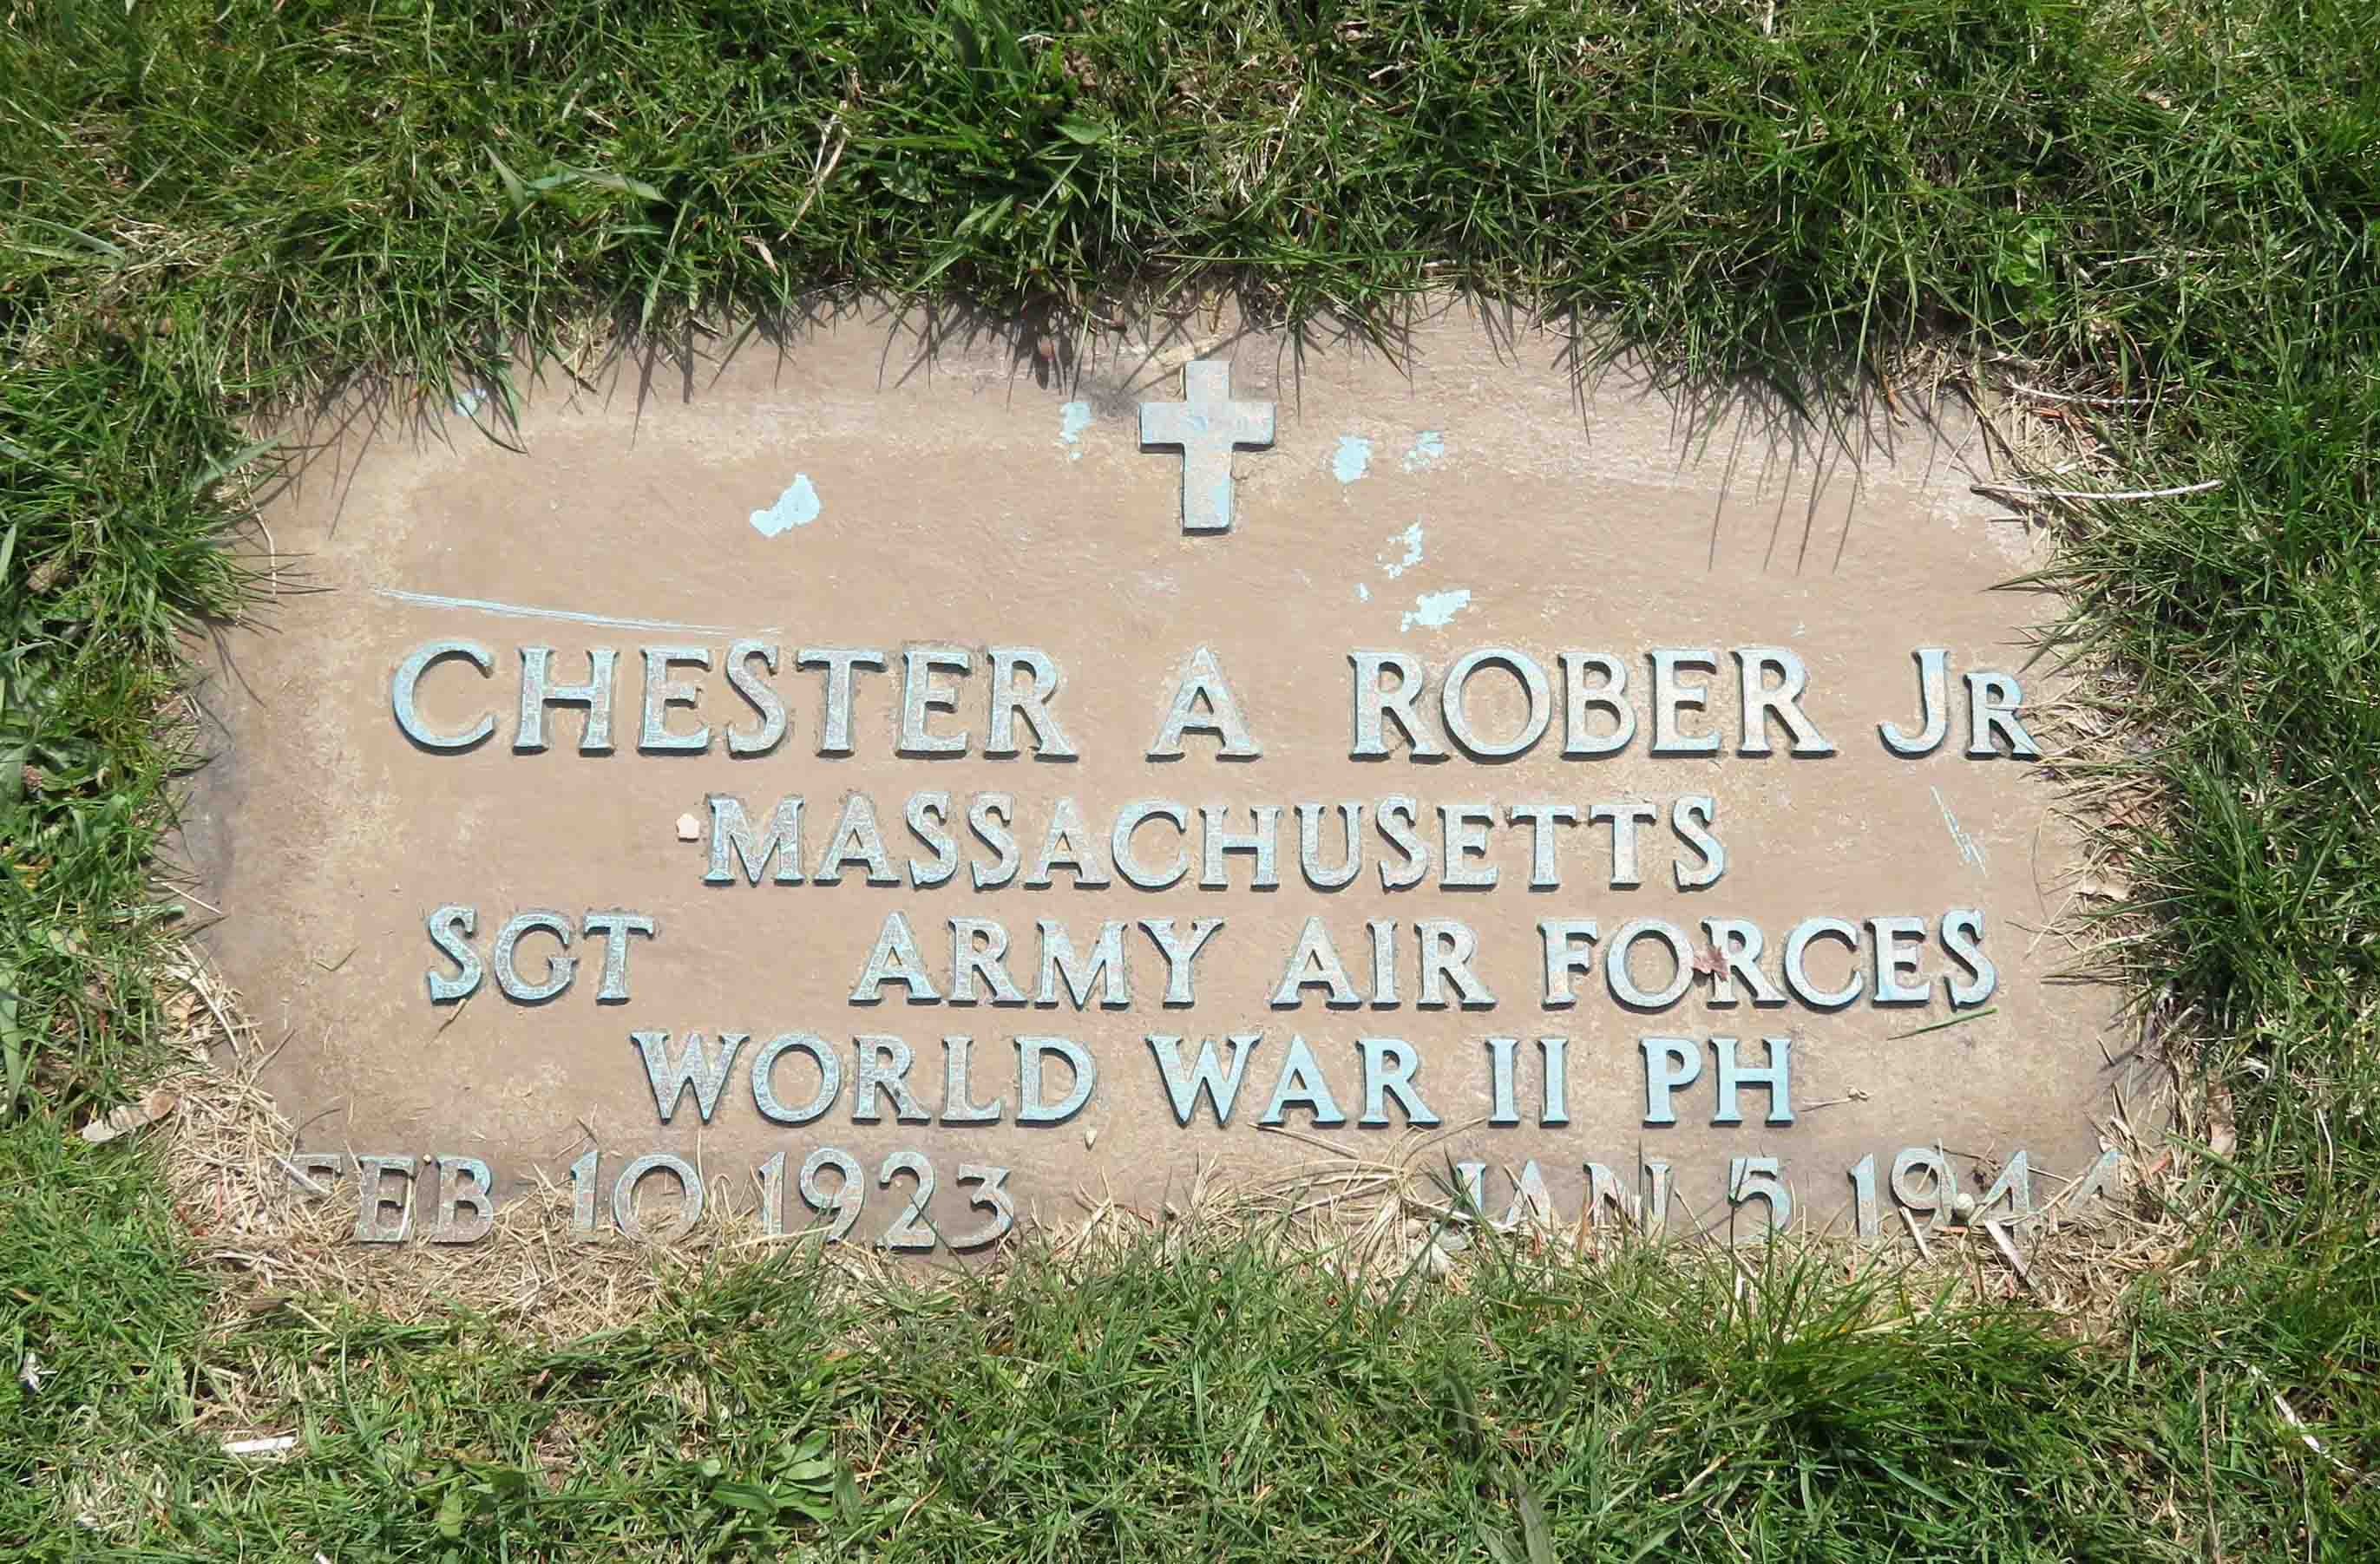 CHESTER A ROBER JR
MASSACHUSETTS
SGT ARMY AIR FORCES
WORLD WAR II PH
FEB 10 1923 JAN 5 1944